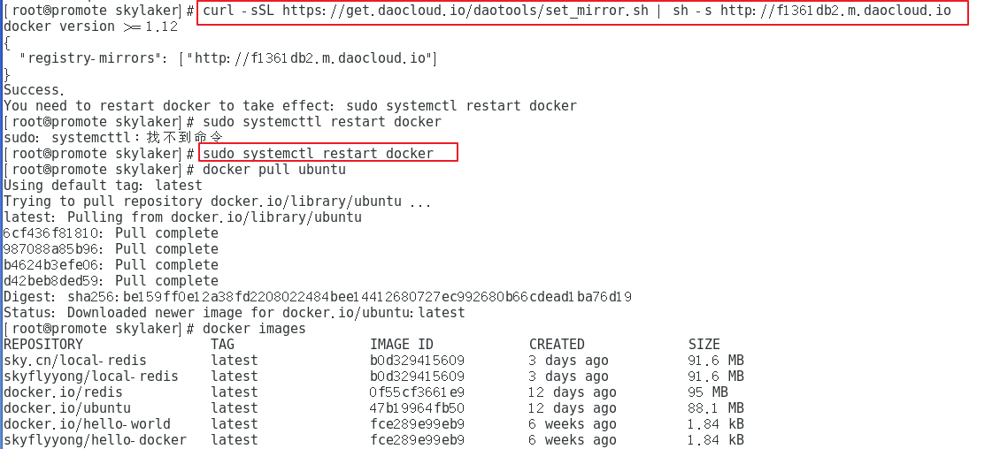 [root@promote skylaker]# curl -sSL https://get.daocloud.io/daotools/set_mirror.sh | sh -s http://f1361db2.m.daocloud.io
docker version >= 1.12
{
  "registry-mirrors": ["http://f1361db2.m.daocloud.io"]
}
Success.
You need to restart docker to take effect: sudo systemctl restart docker
[root@promote skylaker]# sudo systemcttl restart docker
sudo: systemcttl：找不到命令
[root@promote skylaker]# sudo systemctl restart docker
[root@promote skylaker]# docker pull ubuntu
Using default tag: latest
Trying to pull repository docker.io/library/ubuntu ...
latest: Pulling from docker.io/library/ubuntu
6cf436f81810: Pull complete
987088a85b96: Pull complete
b4624b3efe06: Pull complete
d42beb8ded59: Pull complete
Digest: sha256:be159ff0e12a38fd2208022484bee14412680727ec992680b66cdead1ba76d19
Status: Downloaded newer image for docker.io/ubuntu:latest
[root@promote skylaker]# docker images
REPOSITORY                TAG                 IMAGE ID            CREATED             SIZE
sky.cn/local-redis        latest              b0d329415609        3 days ago          91.6 MB
skyflyyong/local-redis    latest              b0d329415609        3 days ago          91.6 MB
docker.io/redis           latest              0f55cf3661e9        12 days ago         95 MB
docker.io/ubuntu          latest              47b19964fb50        12 days ago         88.1 MB
docker.io/hello-world     latest              fce289e99eb9        6 weeks ago         1.84 kB
skyflyyong/hello-docker   latest              fce289e99eb9        6 weeks ago         1.84 kB